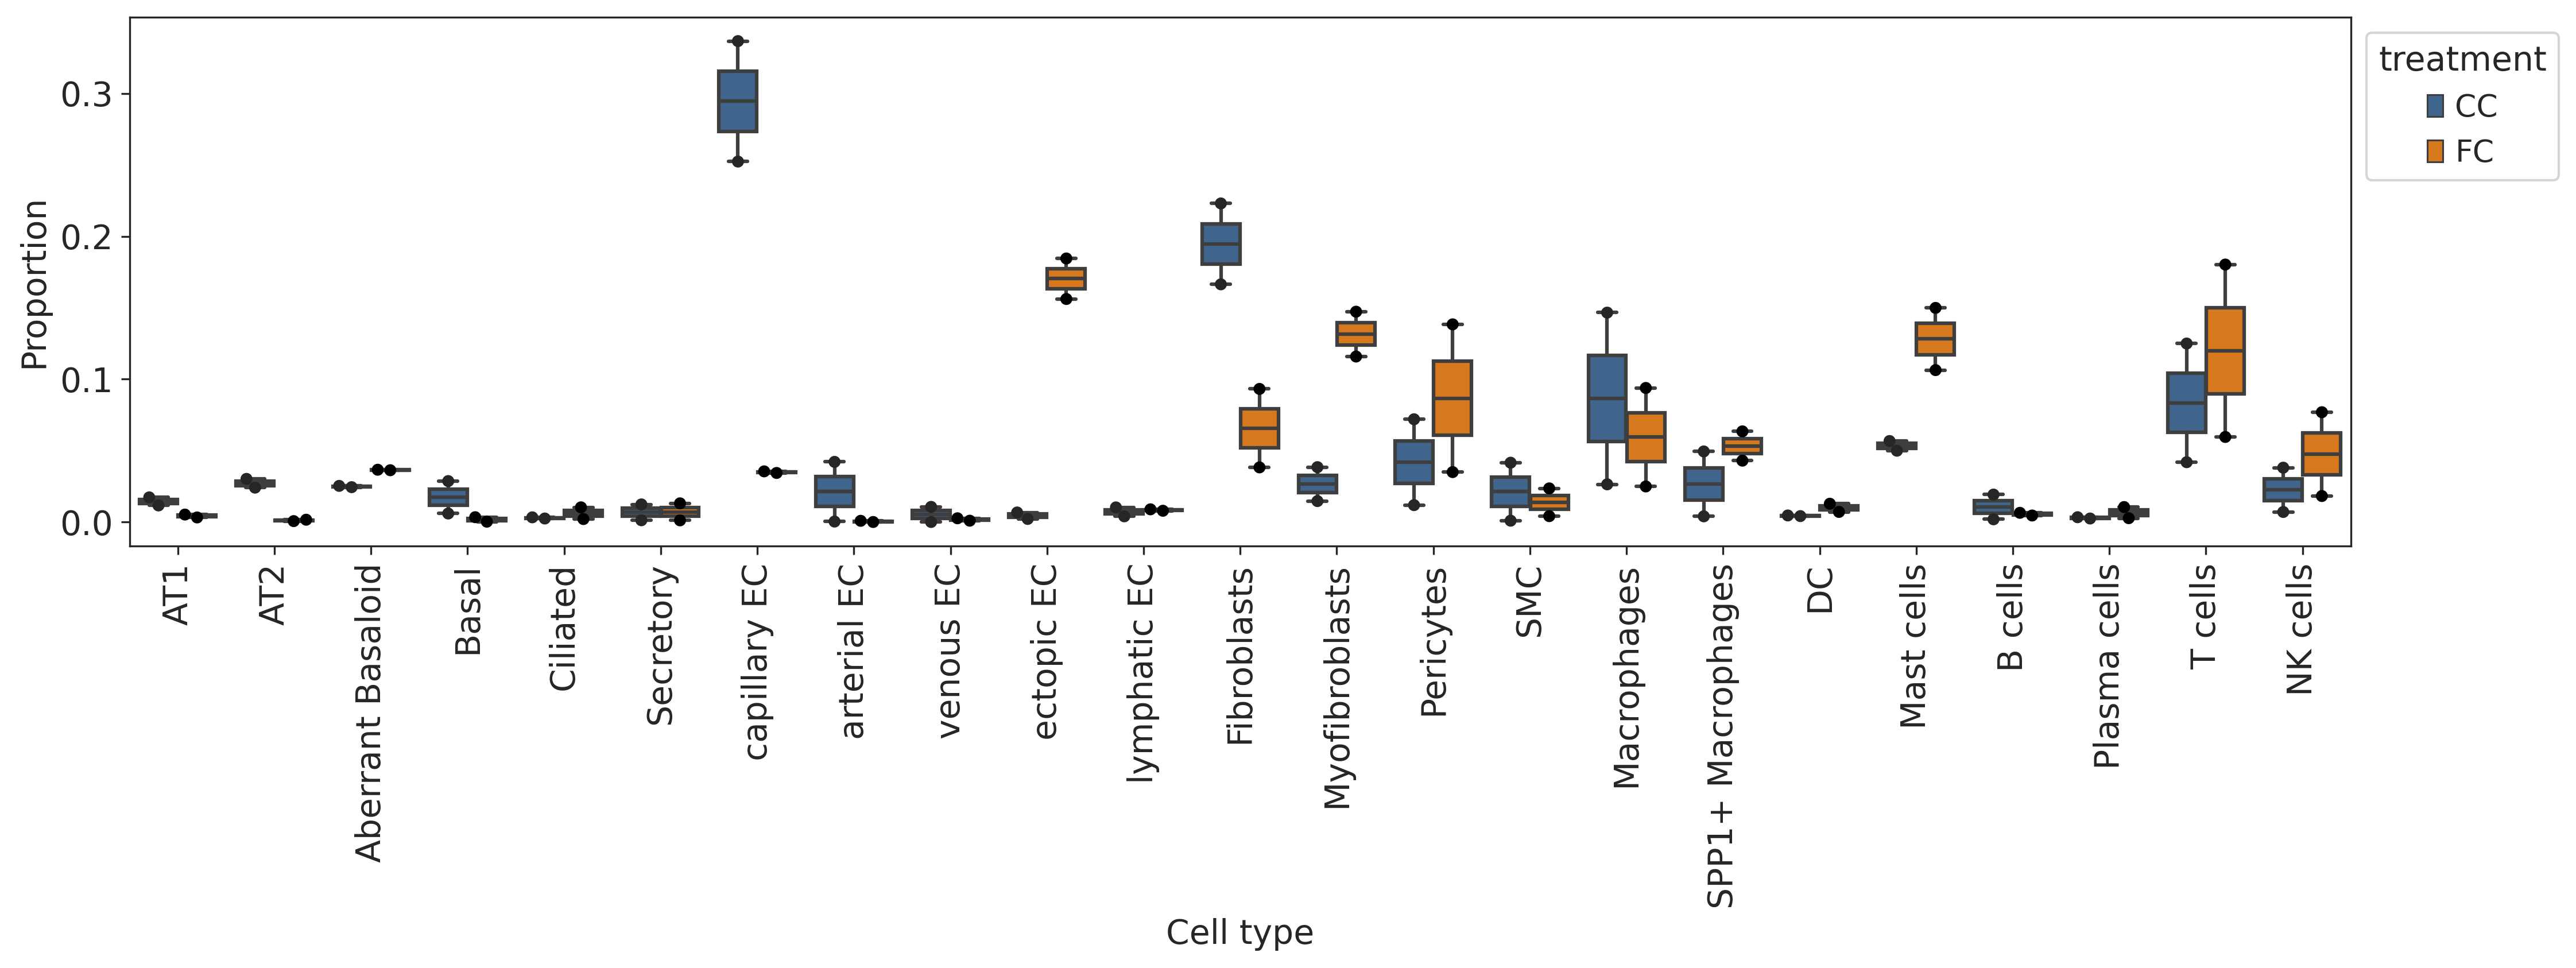 treatment
CC
FC
Proportion
0.3
0.2
0.1
0.0
AT1
AT2
Aberrant Basaloid
Basal
Ciliated
Secretory
capillary EC
arterial EC
venous EC
ectopic EC
lymphatic EC
Fibroblasts
Myofibroblasts
Pericytes
SMC
Macrophages
SPP1+ Macrophages
DC
Mast cells
B cells
Plasma cells
T cells
NK cells
Cell type